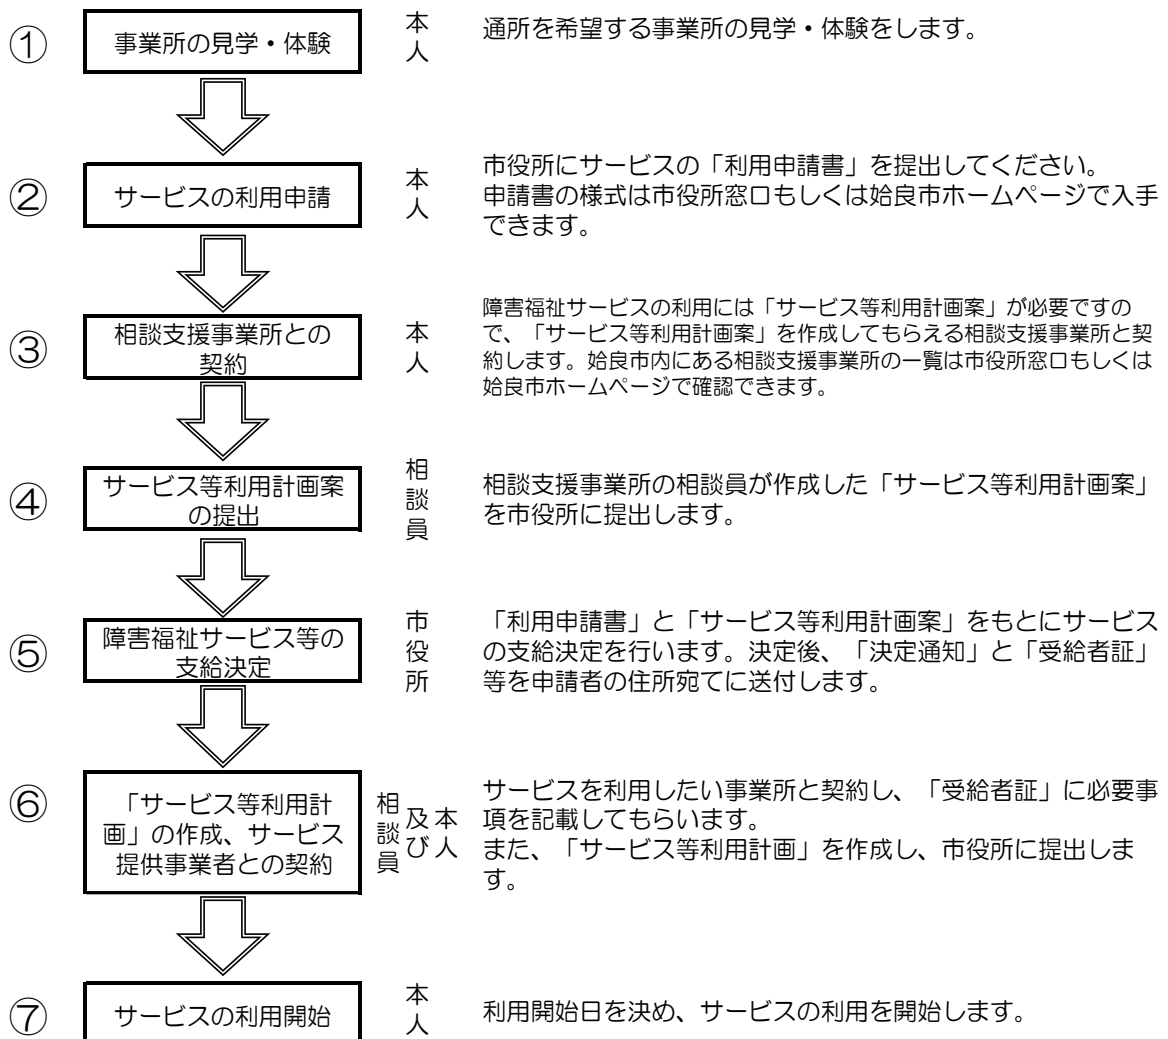 ①
事業所の見学・体験
本人
通所を希望する事業所の見学・体験をします。
②
サービスの利用申請
本人
市役所にサービスの「利用申請書」を提出してください。
申請書の様式は市役所窓口もしくは姶良市ホームページで入手
できます。
③
相談支援事業所との
契約
本人
障害福祉サービスの利用には「サービス等利用計画案」が必要ですの
で、「サービス等利用計画案」を作成してもらえる相談支援事業所と契
約します。姶良市内にある相談支援事業所の一覧は市役所窓口もしくは
姶良市ホームページで確認できます。
④
サービス等利用計画案
の提出
相談員
相談支援事業所の相談員が作成した「サービス等利用計画案」
を市役所に提出します。
⑤
障害福祉サービス等の
支給決定
市役所
「利用申請書」と「サービス等利用計画案」をもとにサービス
の支給決定を行います。決定後、「決定通知」と「受給者証」
等を申請者の住所宛てに送付します。
⑥
「サービス等利用計
画」の作成、サービス
提供事業者との契約
相談員
及び
本人
サービスを利用したい事業所と契約し、「受給者証」に必要事
項を記載してもらいます。
また、「サービス等利用計画」を作成し、市役所に提出しま
す。
⑦
サービスの利用開始
本人
利用開始日を決め、サービスの利用を開始します。